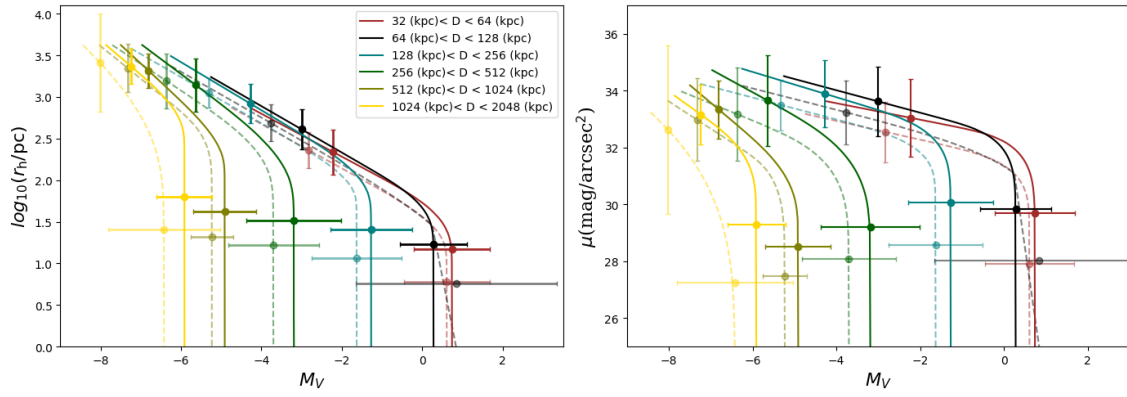 4.0
3.5
3.0
2.5
2.0
1.5
1.0
0.5
0.0
log₁₀(r_h/pc)
32 (kpc)< D < 64 (kpc)
64 (kpc)< D < 128 (kpc)
128 (kpc)< D < 256 (kpc)
256 (kpc)< D < 512 (kpc)
512 (kpc)< D < 1024 (kpc)
1024 (kpc)< D < 2048 (kpc)
−8 −6 −4 −2 0 2
M_V
36
34
32
30
28
26
μ(mag/arcsec²)
−8 −6 −4 −2 0 2
M_V